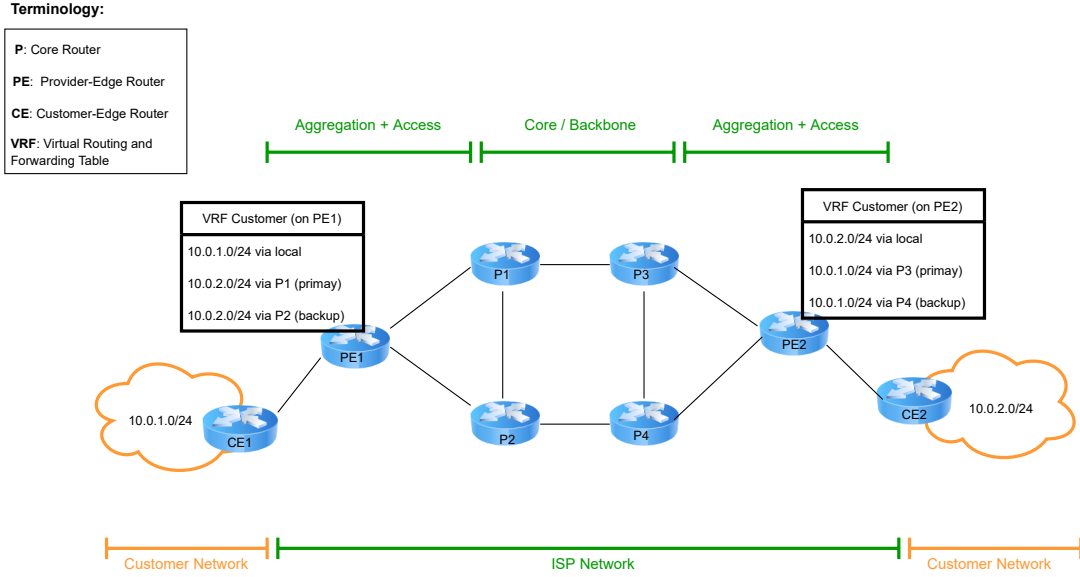 Terminology:
P: Core Router
PE:  Provider-Edge Router
CE: Customer-Edge Router
VRF: Virtual Routing and
Forwarding Table
Aggregation + Access
Core / Backbone
Aggregation + Access
VRF Customer (on PE1)
10.0.1.0/24 via local
10.0.2.0/24 via P1 (primay)
10.0.2.0/24 via P2 (backup)
VRF Customer (on PE2)
10.0.2.0/24 via local
10.0.1.0/24 via P3 (primay)
10.0.1.0/24 via P4 (backup)
P1
P3
PE1
PE2
10.0.1.0/24
CE1
P2
P4
CE2
10.0.2.0/24
Customer Network
ISP Network
Customer Network